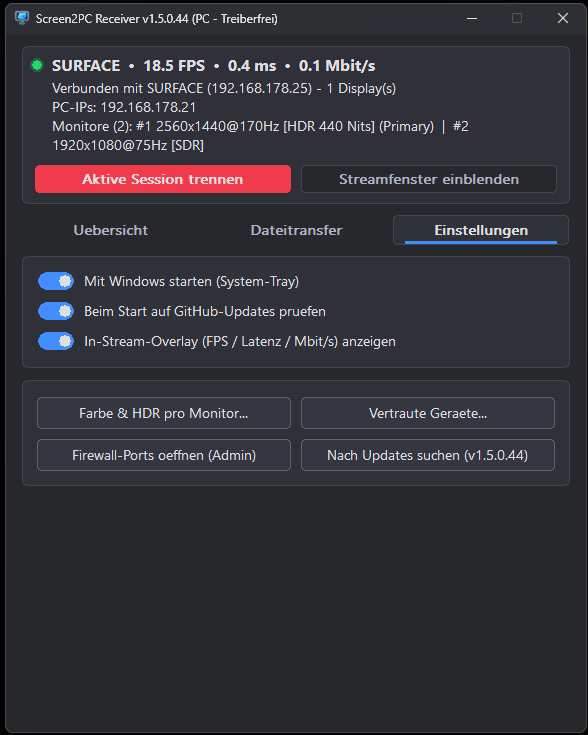 Screen2PC Receiver v1.5.0.44 (PC - Treiberfrei)
SURFACE • 18.5 FPS • 0.4 ms • 0.1 Mbit/s
Verbunden mit SURFACE (192.168.178.25) - 1 Display(s)
PC-IPs: 192.168.178.21
Monitore (2): #1 2560x1440@170Hz [HDR 440 Nits] (Primary) | #2
1920x1080@75Hz [SDR]
Aktive Session trennen
Streamfenster einblenden
Uebersicht
Dateitransfer
Einstellungen
Mit Windows starten (System-Tray)
Beim Start auf GitHub-Updates pruefen
In-Stream-Overlay (FPS / Latenz / Mbit/s) anzeigen
Farbe & HDR pro Monitor...
Vertraute Geraete...
Firewall-Ports oeffnen (Admin)
Nach Updates suchen (v1.5.0.44)